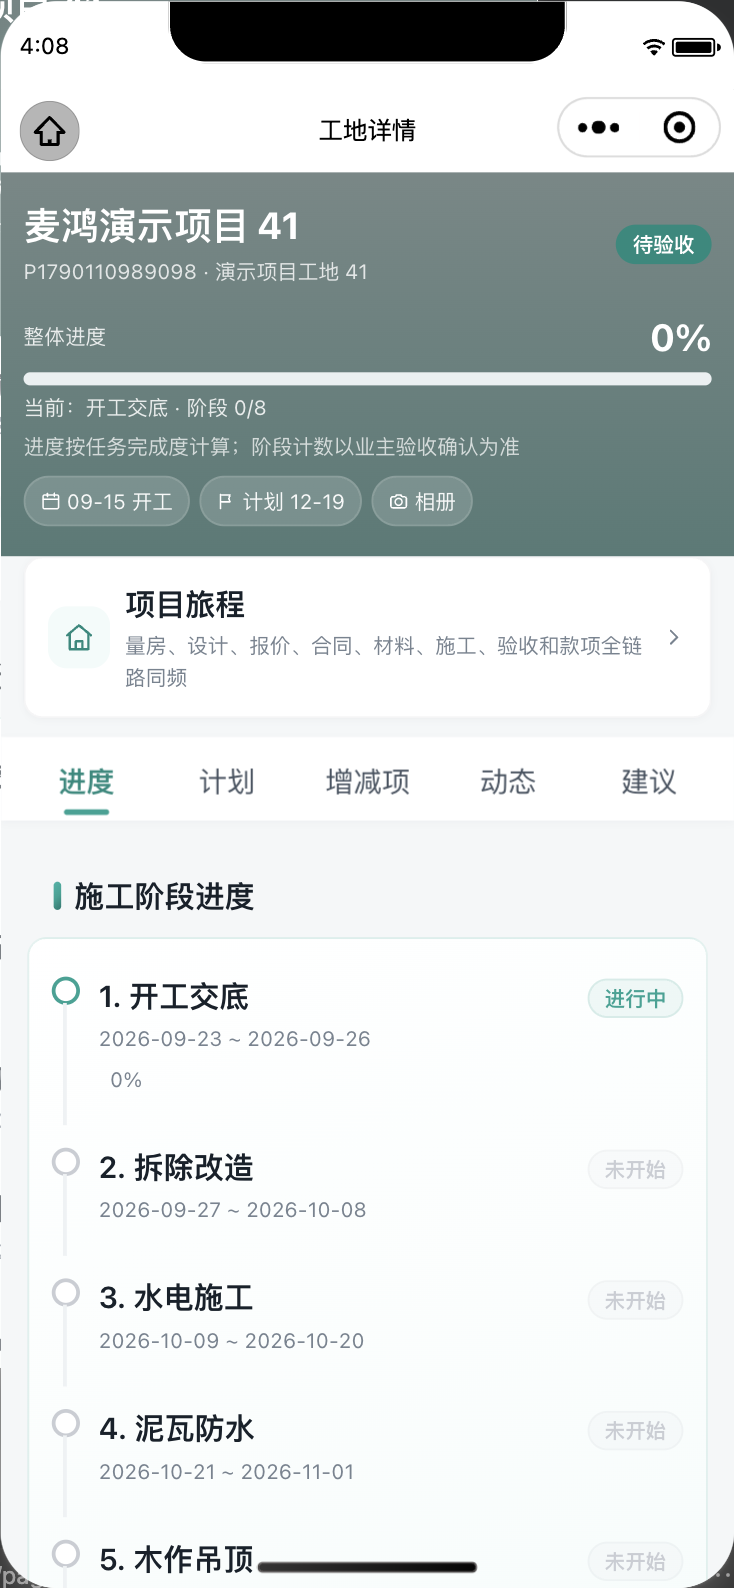 4:08
工地详情
麦鸿演示项目 41
待验收
P1790110989098 · 演示项目工地 41
整体进度
0%
当前：开工交底 · 阶段 0/8
进度按任务完成度计算；阶段计数以业主验收确认为准
09-15 开工
计划 12-19
相册
项目旅程
量房、设计、报价、合同、材料、施工、验收和款项全链
路同频
进度
计划
增减项
动态
建议
施工阶段进度
1. 开工交底
进行中
2026-09-23 ~ 2026-09-26
0%
2. 拆除改造
未开始
2026-09-27 ~ 2026-10-08
3. 水电施工
未开始
2026-10-09 ~ 2026-10-20
4. 泥瓦防水
未开始
2026-10-21 ~ 2026-11-01
5. 木作吊顶
未开始